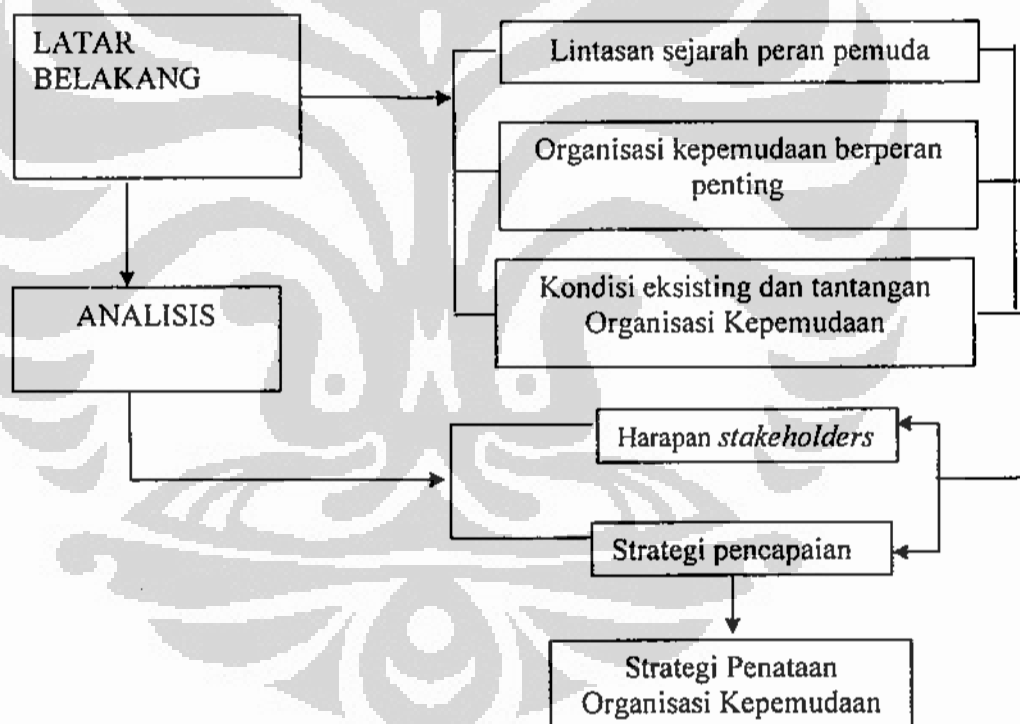 LATAR
BELAKANG
Lintasan sejarah peran pemuda
Organisasi kepemudaan berperan
penting
Kondisi eksisting dan tantangan
Organisasi Kepemudaan
ANALISIS
Harapan stakeholders
Strategi pencapaian
Strategi Penataan
Organisasi Kepemudaan